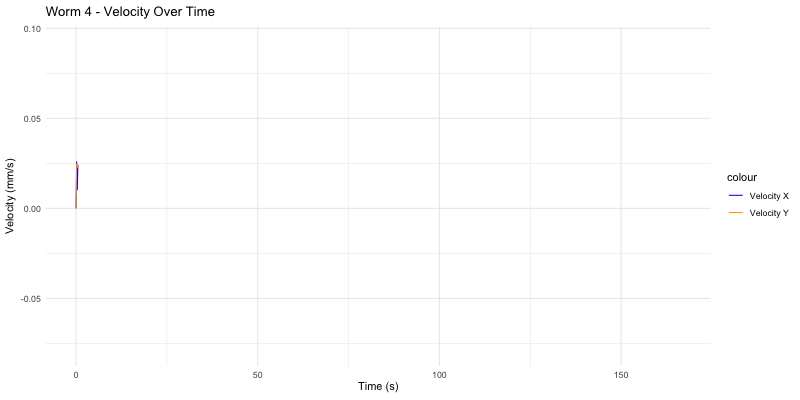 Worm 4 - Velocity Over Time
0.10
0.05
0.00
-0.05
Velocity (mm/s)
0 50 100 150
Time (s)
colour
Velocity X
Velocity Y